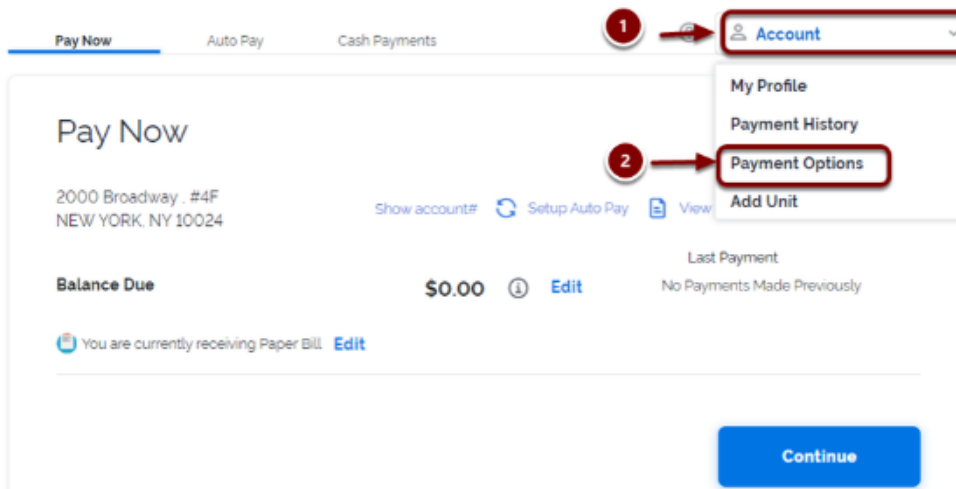 Pay Now Auto Pay Cash Payments 1 Account
My Profile
Payment History
2 Payment Options
Add Unit
Pay Now
2000 Broadway , #4F
NEW YORK, NY 10024
Show account# Setup Auto Pay View
Last Payment
No Payments Made Previously
Balance Due $0.00 Edit
You are currently receiving Paper Bill Edit
Continue